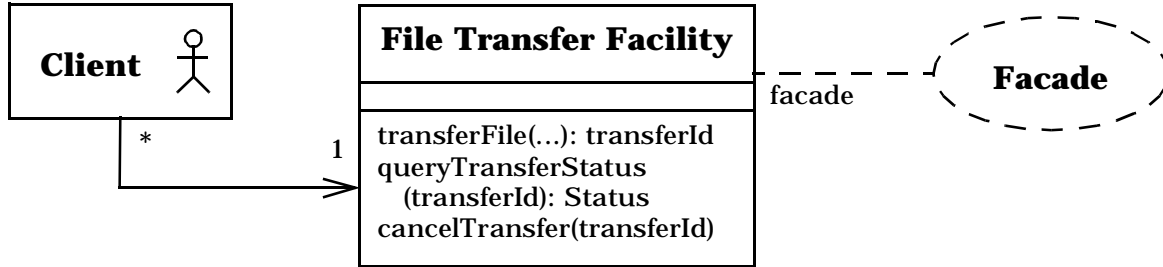 Client
*
1
File Transfer Facility
transferFile(...): transferId
queryTransferStatus
(transferId): Status
cancelTransfer(transferId)
facade
Facade